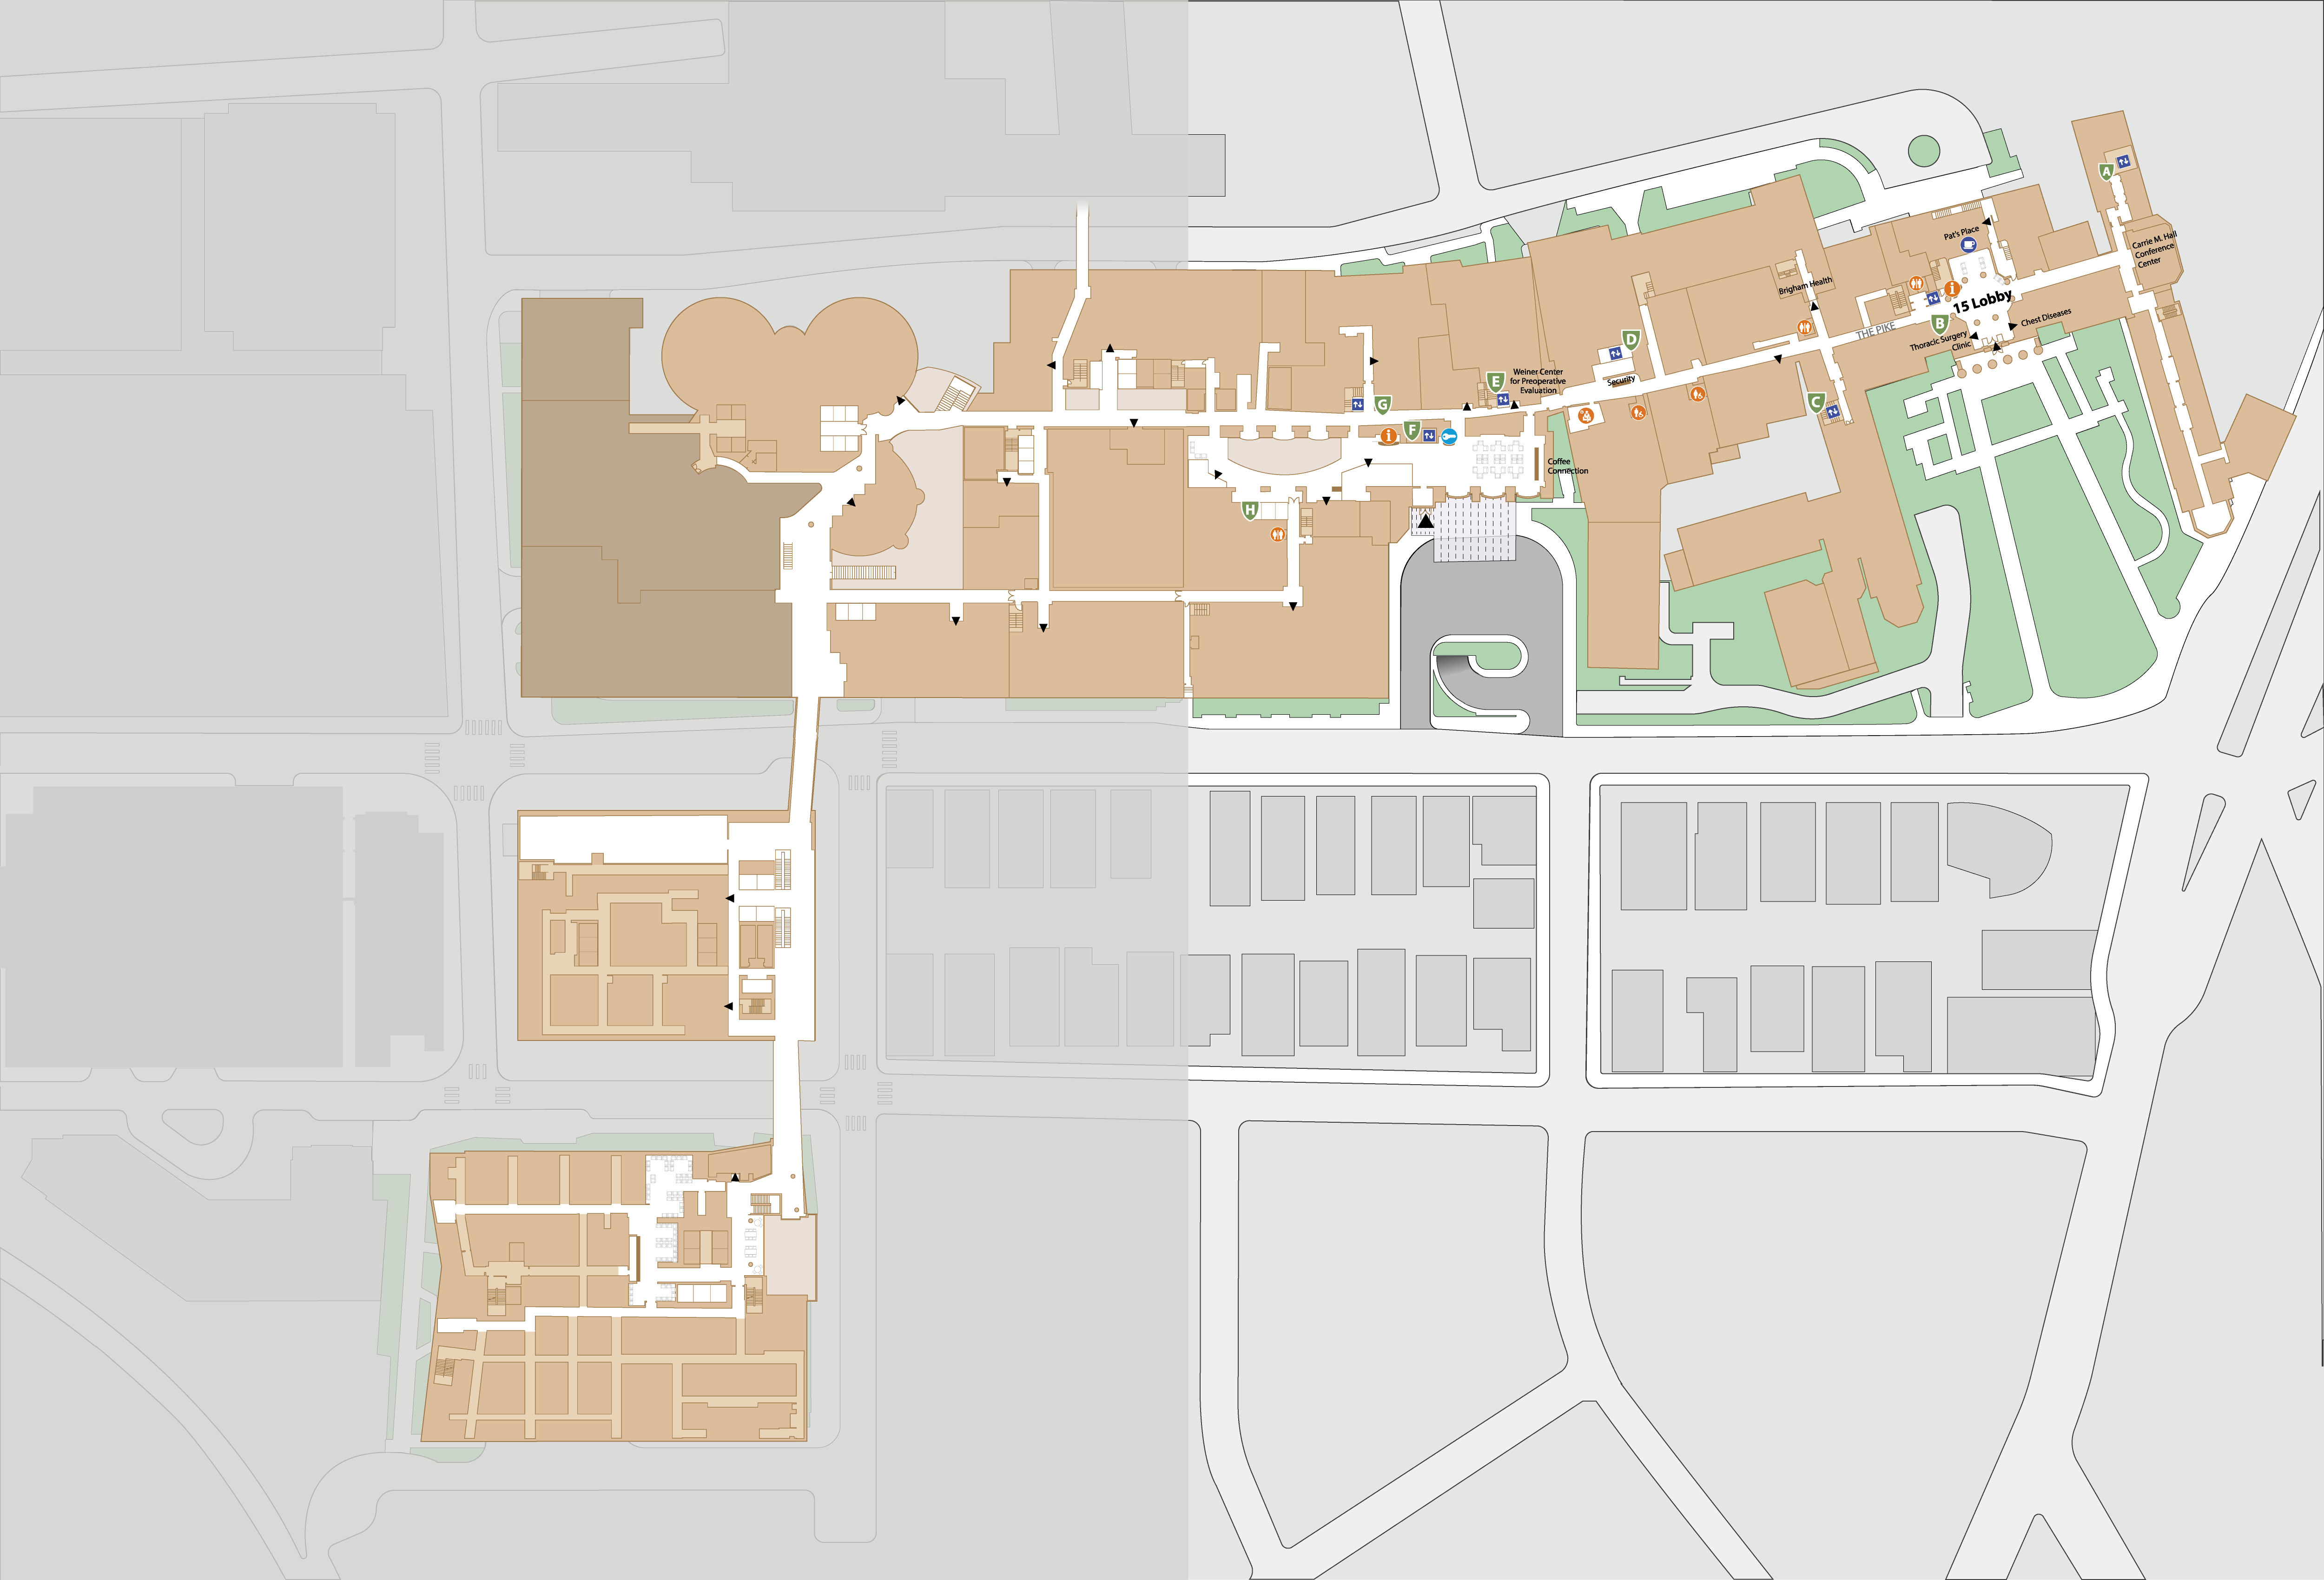 A
Carrie M. Hall
Conference
Center
Pat's Place
i
15 Lobby
B
Chest Diseases
Thoracic Surgery
Clinic
THE PIKE
Brigham Health
C
D
Security
E
Weiner Center
for Preoperative
Evaluation
G
F
i
Coffee
Connection
H